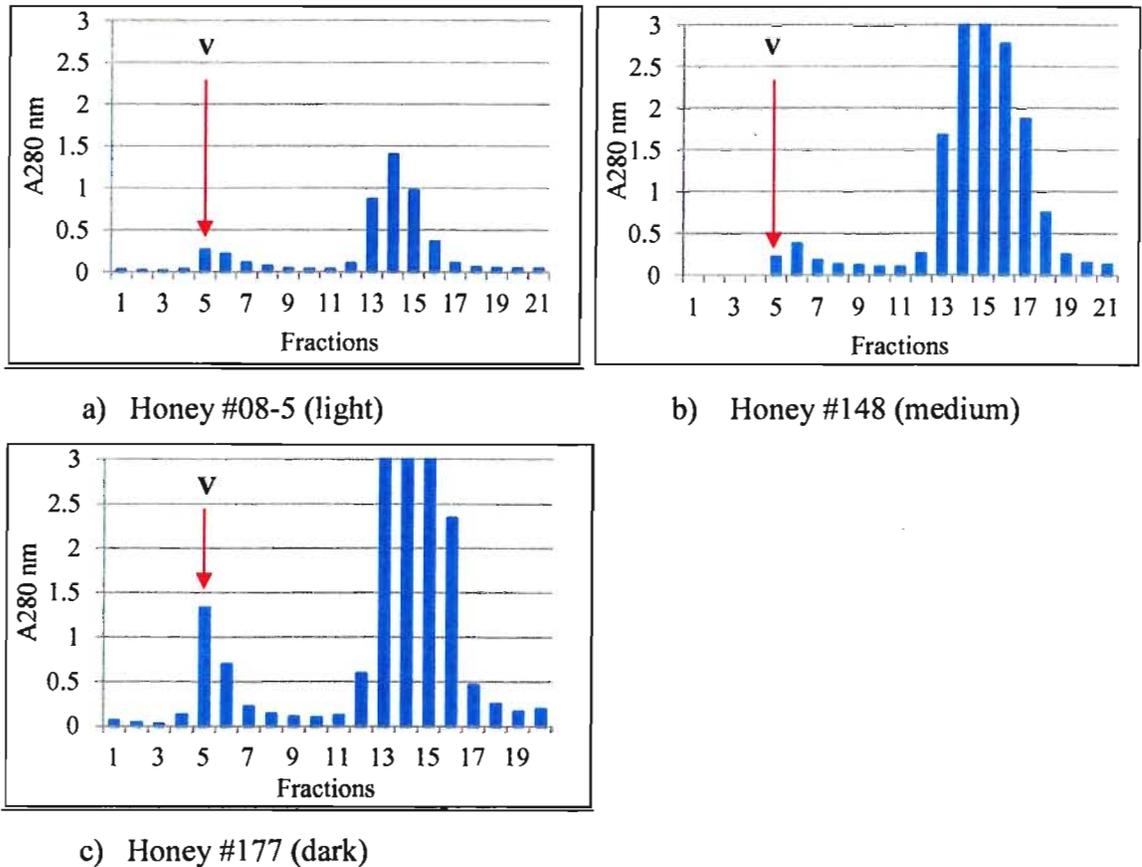 3
2.5
2
1.5
1
0.5
0
A280 nm
V
1 3 5 7 9 11 13 15 17 19 21
Fractions
a) Honey #08-5 (light)
3
2.5
2
1.5
1
0.5
0
A280 nm
V
1 3 5 7 9 11 13 15 17 19 21
Fractions
b) Honey #148 (medium)
3
2.5
2
1.5
1
0.5
0
A280 nm
V
1 3 5 7 9 11 13 15 17 19
Fractions
c) Honey #177 (dark)